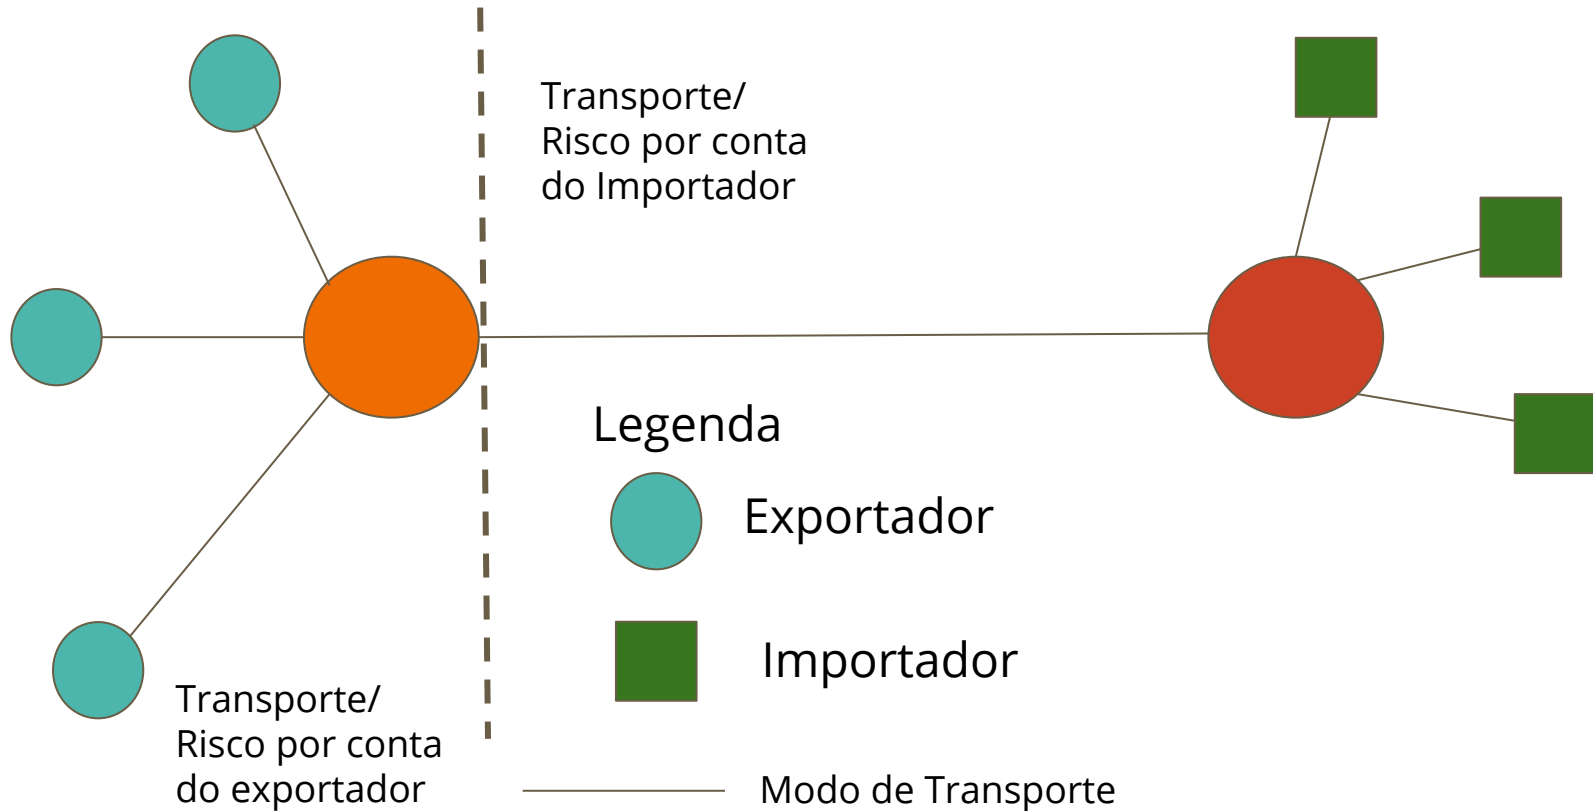 Transporte/
Risco por conta
do Importador
Legenda
Exportador
Importador
Transporte/
Risco por conta
do exportador
Modo de Transporte